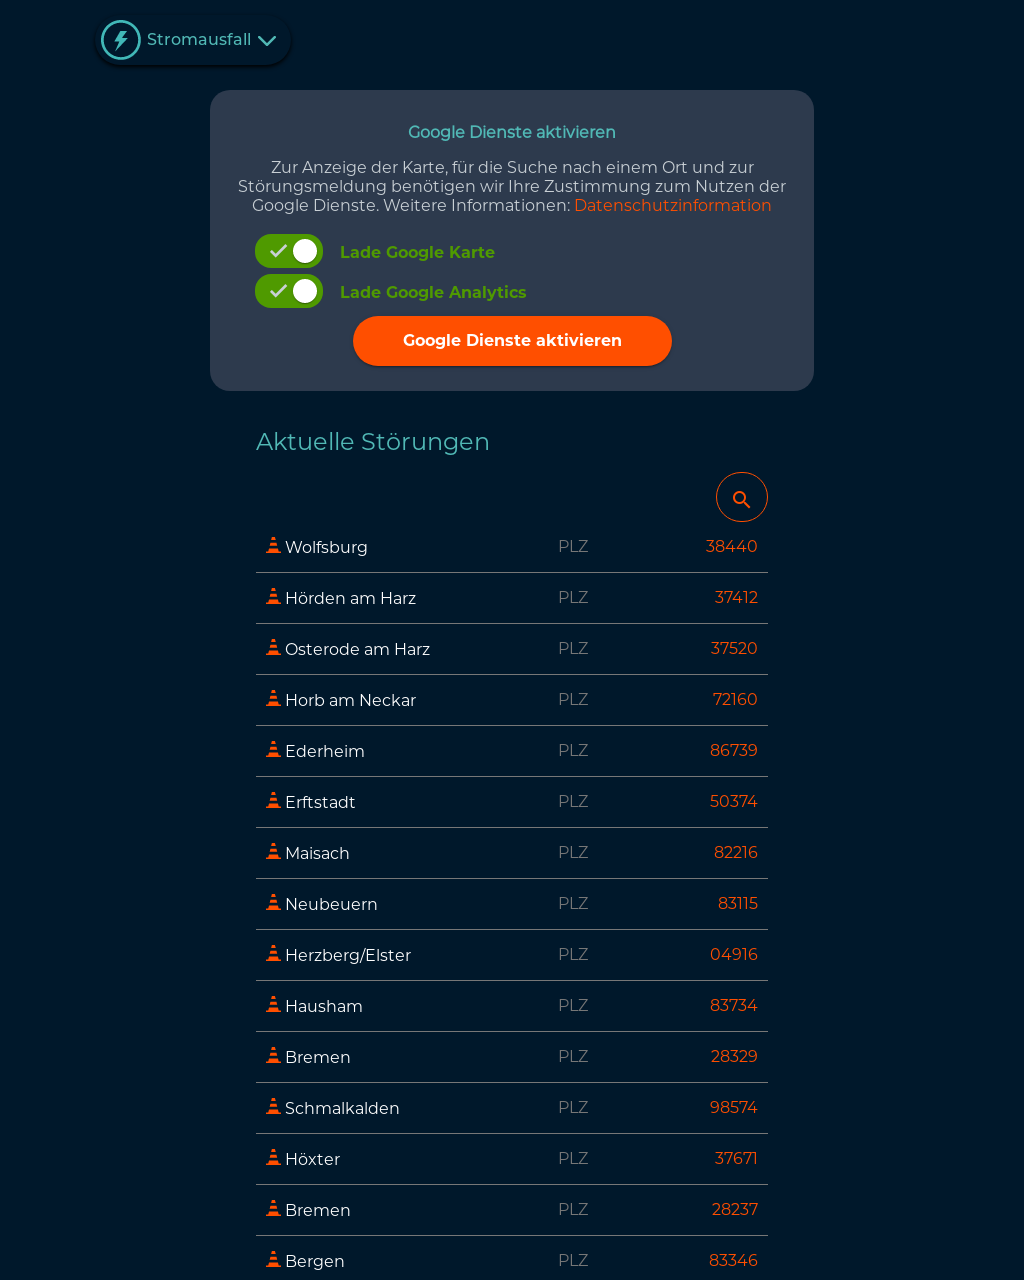 Stromausfall
Google Dienste aktivieren
Zur Anzeige der Karte, für die Suche nach einem Ort und zur
Störungsmeldung benötigen wir Ihre Zustimmung zum Nutzen der
Google Dienste. Weitere Informationen: Datenschutzinformation
Lade Google Karte
Lade Google Analytics
Google Dienste aktivieren
Aktuelle Störungen
Wolfsburg PLZ 38440
Hörden am Harz PLZ 37412
Osterode am Harz PLZ 37520
Horb am Neckar PLZ 72160
Ederheim PLZ 86739
Erftstadt PLZ 50374
Maisach PLZ 82216
Neubeuern PLZ 83115
Herzberg/Elster PLZ 04916
Hausham PLZ 83734
Bremen PLZ 28329
Schmalkalden PLZ 98574
Höxter PLZ 37671
Bremen PLZ 28237
Bergen PLZ 83346